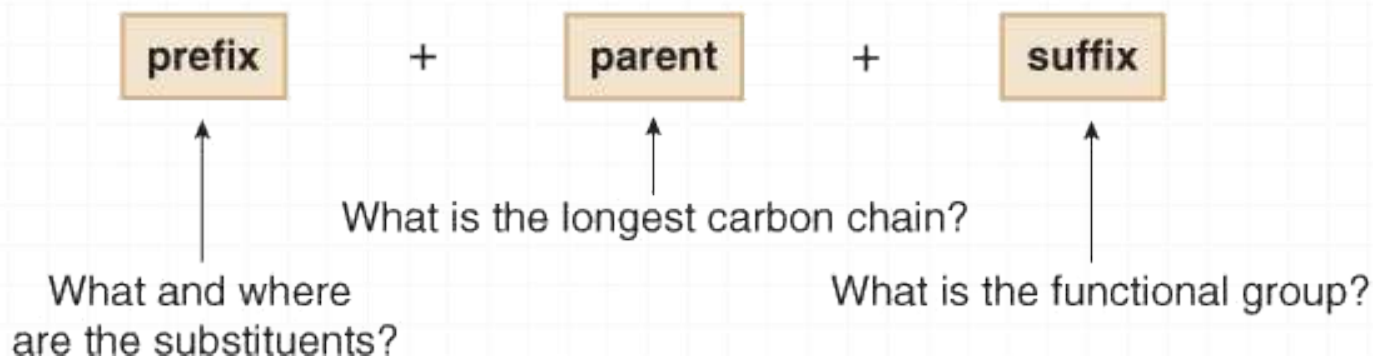 prefix + parent + suffix
What is the longest carbon chain?
What and where
are the substituents?
What is the functional group?